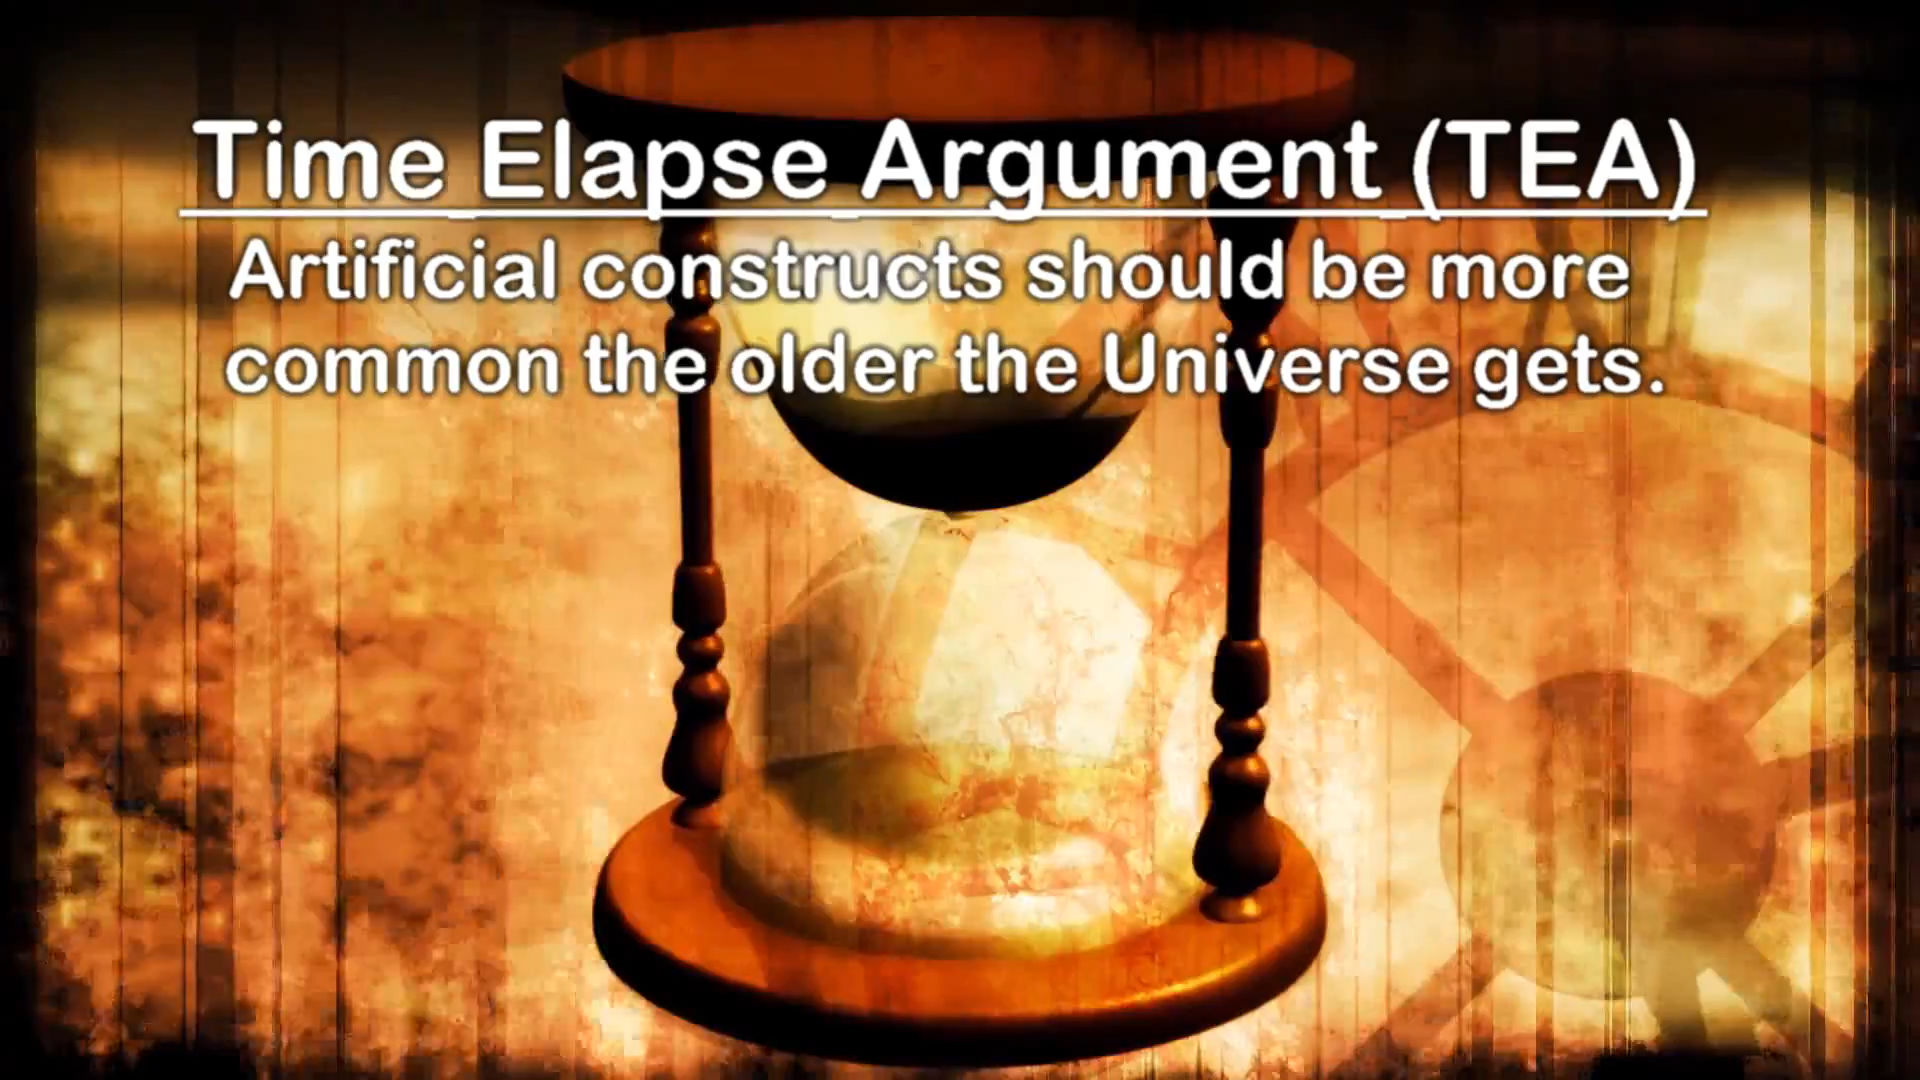 Time Elapse Argument (TEA)
Artificial constructs should be more
common the older the Universe gets.